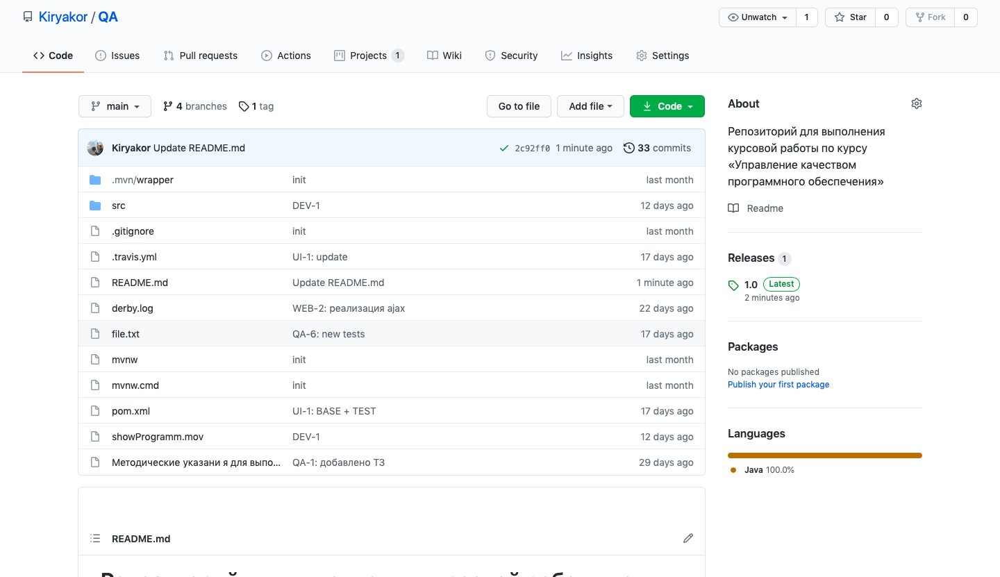 Kiryakor / QA
Unwatch 1 Star 0 Fork 0
Code Issues Pull requests Actions Projects 1 Wiki Security Insights Settings
main 4 branches 1 tag Go to file Add file Code
Kiryakor Update README.md 2c92ff0 1 minute ago 33 commits
.mvn/wrapper init last month
src DEV-1 12 days ago
.gitignore init last month
.travis.yml UI-1: update 17 days ago
README.md Update README.md 1 minute ago
derby.log WEB-2: реализация ajax 22 days ago
file.txt QA-6: new tests 17 days ago
mvnw init last month
mvnw.cmd init last month
pom.xml UI-1: BASE + TEST 17 days ago
showProgramm.mov DEV-1 12 days ago
Методические указани я для выпо... QA-1: добавлено ТЗ 29 days ago
README.md
About
Репозиторий для выполнения
курсовой работы по курсу
«Управление качеством
программного обеспечения»
Readme
Releases 1
1.0 Latest
2 minutes ago
Packages
No packages published
Publish your first package
Languages
Java 100.0%